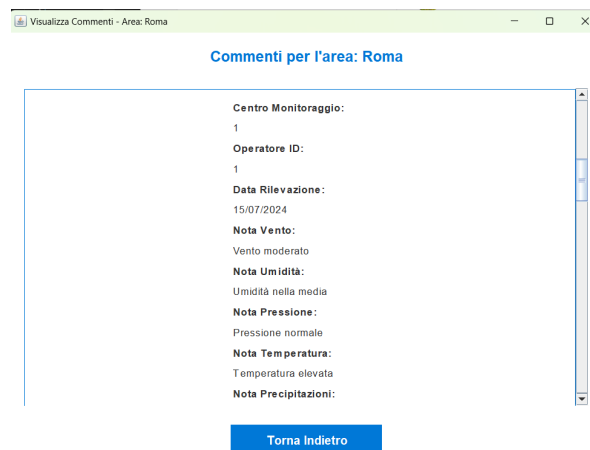 Visualizza Commenti - Area: Roma
Commenti per l'area: Roma
Centro Monitoraggio:
1
Operatore ID:
1
Data Rilevazione:
15/07/2024
Nota Vento:
Vento moderato
Nota Umidità:
Umidità nella media
Nota Pressione:
Pressione normale
Nota Temperatura:
Temperatura elevata
Nota Precipitazioni:
Torna Indietro